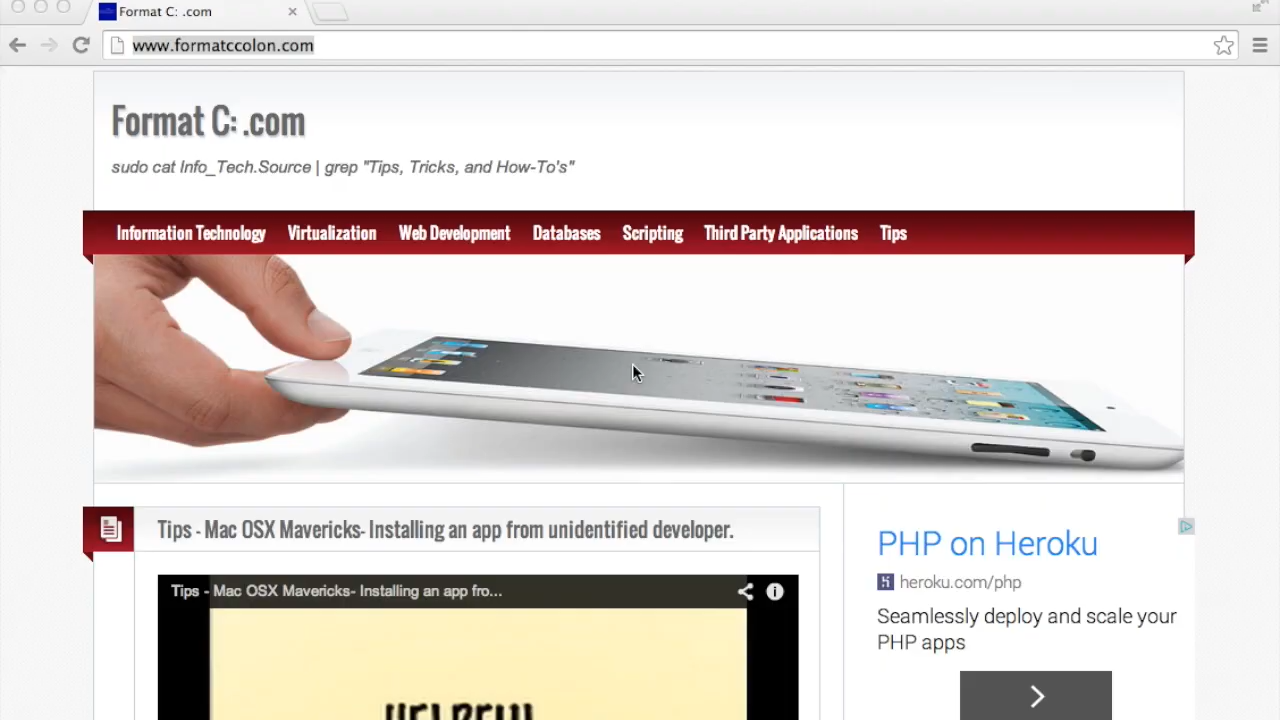 Format C: .com
www.formatccolon.com
Format C: .com
sudo cat Info_Tech.Source | grep "Tips, Tricks, and How-To's"
Information Technology Virtualization Web Development Databases Scripting Third Party Applications Tips
Tips - Mac OSX Mavericks- Installing an app from unidentified developer.
Tips - Mac OSX Mavericks- Installing an app fro...
PHP on Heroku
heroku.com/php
Seamlessly deploy and scale your
PHP apps